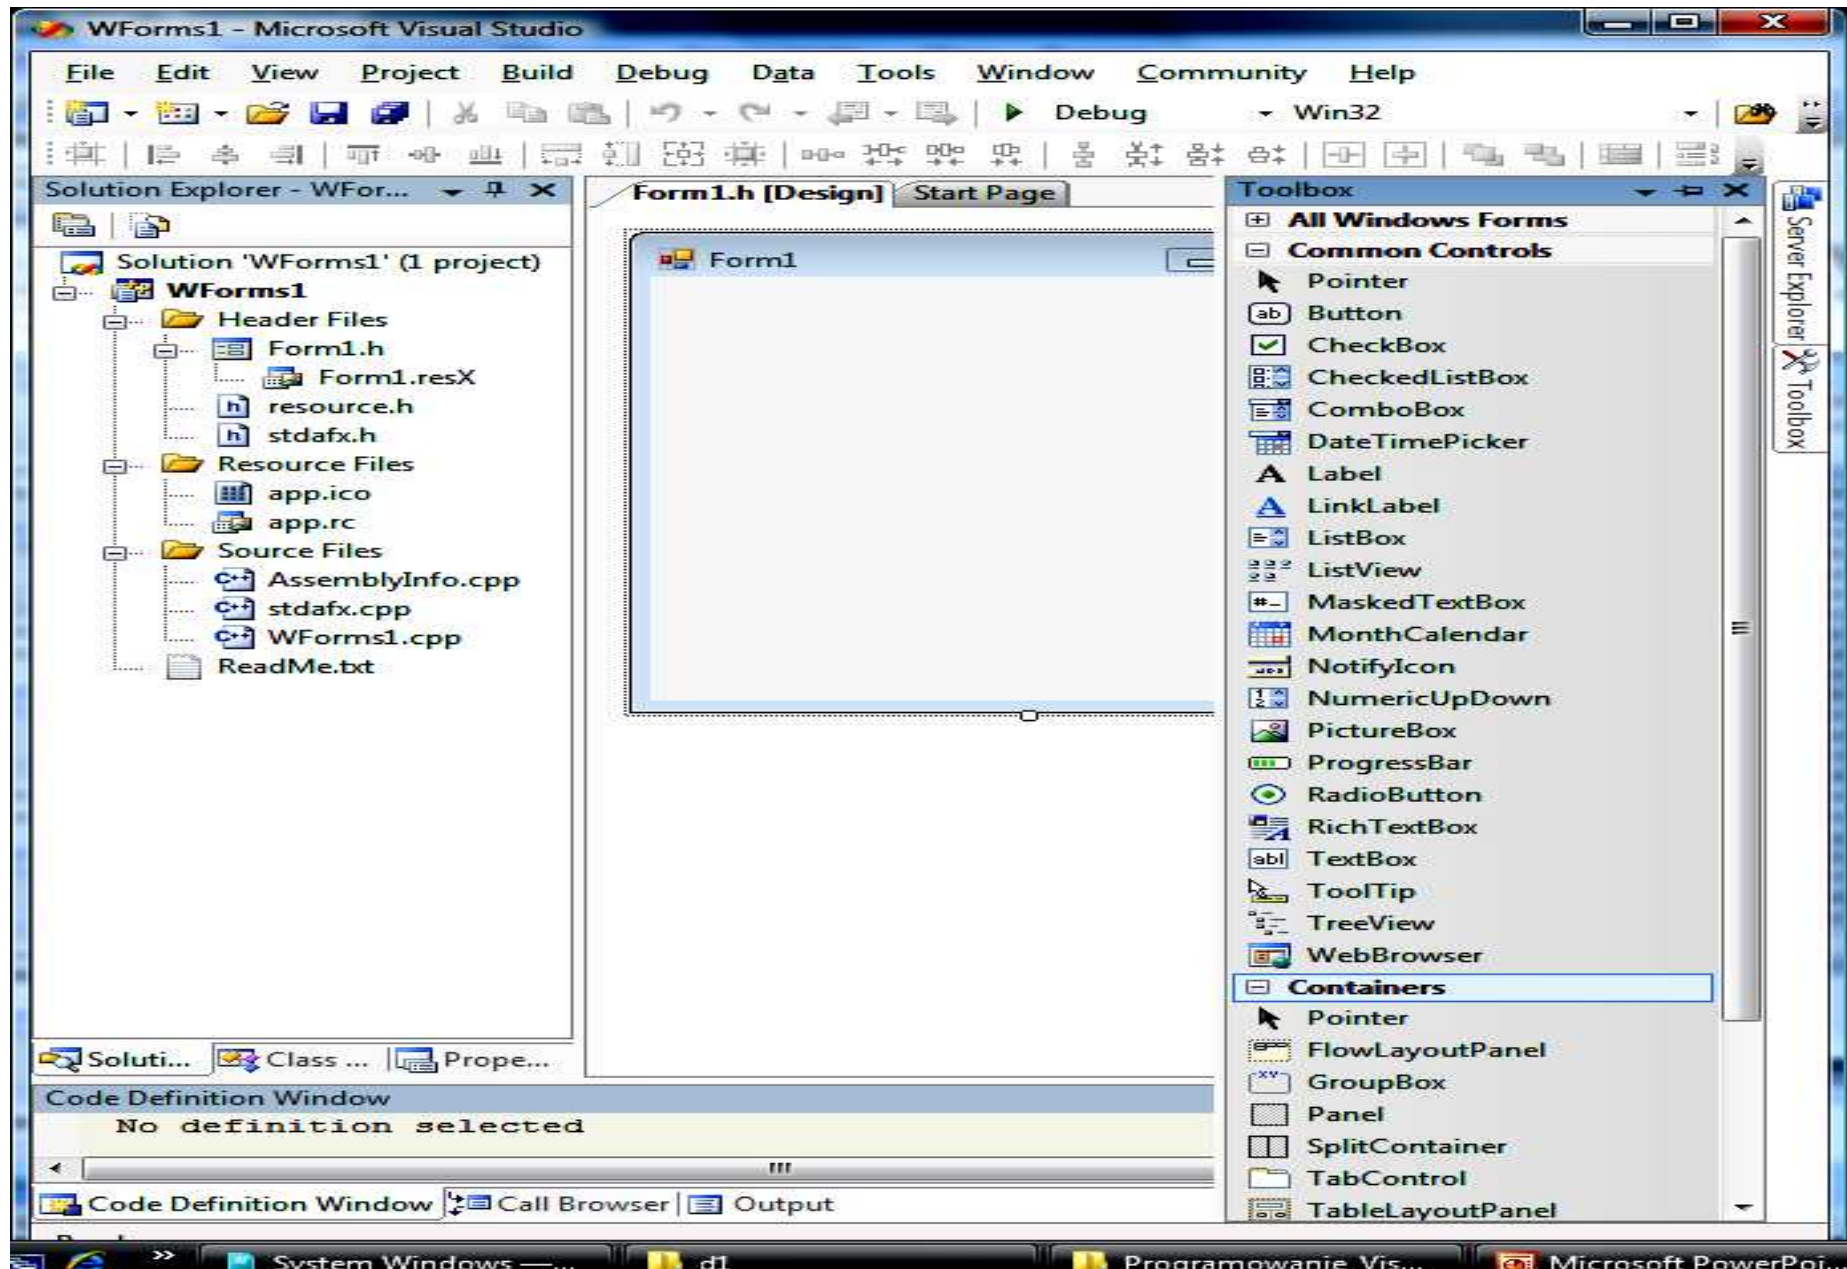 WForms1 - Microsoft Visual Studio
File Edit View Project Build Debug Data Tools Window Community Help
Debug Win32
Solution Explorer - WFor...
Solution 'WForms1' (1 project)
WForms1
Header Files
Form1.h
Form1.resX
resource.h
stdafx.h
Resource Files
app.ico
app.rc
Source Files
AssemblyInfo.cpp
stdafx.cpp
WForms1.cpp
ReadMe.txt
Soluti... Class ... Prope...
Form1.h [Design] Start Page
Form1
Toolbox
All Windows Forms
Common Controls
Pointer
Button
CheckBox
CheckedListBox
ComboBox
DateTimePicker
Label
LinkLabel
ListBox
ListView
MaskedTextBox
MonthCalendar
NotifyIcon
NumericUpDown
PictureBox
ProgressBar
RadioButton
RichTextBox
TextBox
ToolTip
TreeView
WebBrowser
Containers
Pointer
FlowLayoutPanel
GroupBox
Panel
SplitContainer
TabControl
TableLayoutPanel
Server Explorer
Toolbox
Code Definition Window
No definition selected
Code Definition Window Call Browser Output
System Windows —... d1 Programowanie Vis... Microsoft PowerPoi...